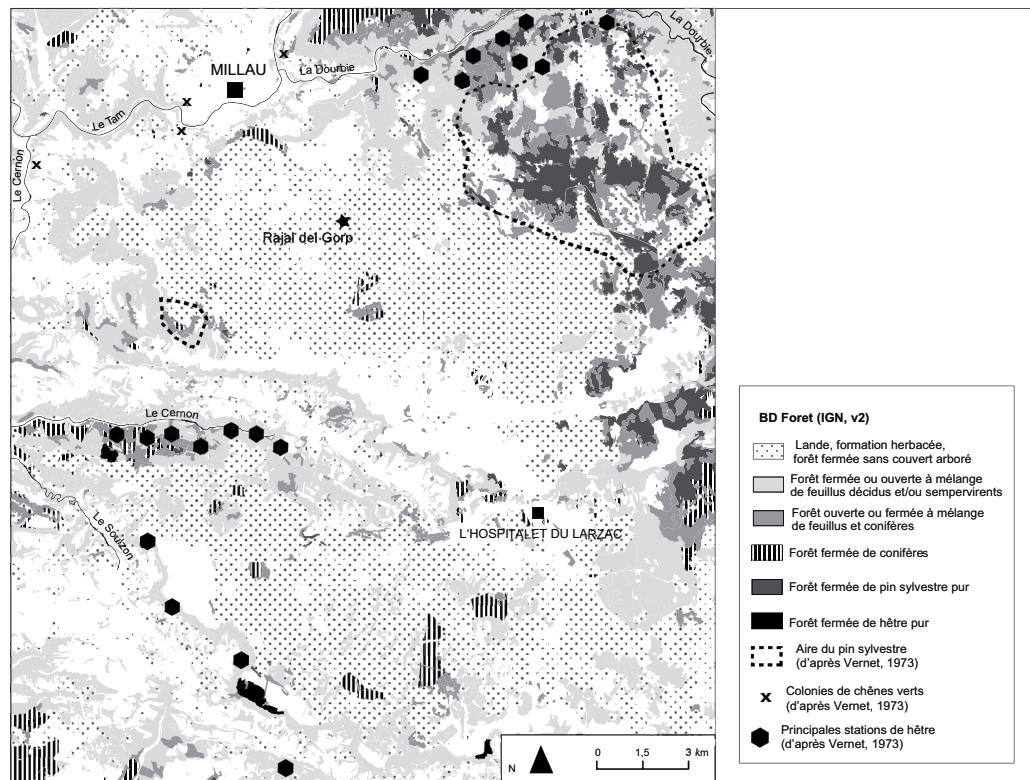 MILLAU
La Dourbie
La Dourbie
Le Tarn
Le Cernon
Rajal del Gorp
Le Cernon
Le Soulzon
L'HOSPITALET DU LARZAC
N
0 1,5 3 km
BD Foret (IGN, v2)
Lande, formation herbacée,
forêt fermée sans couvert arboré
Forêt fermée ou ouverte à mélange
de feuillus décidus et/ou sempervirents
Forêt ouverte ou fermée à mélange
de feuillus et conifères
Forêt fermée de conifères
Forêt fermée de pin sylvestre pur
Forêt fermée de hêtre pur
Aire du pin sylvestre
(d'après Vernet, 1973)
x Colonies de chênes verts
(d'après Vernet, 1973)
Principales stations de hêtre
(d'après Vernet, 1973)